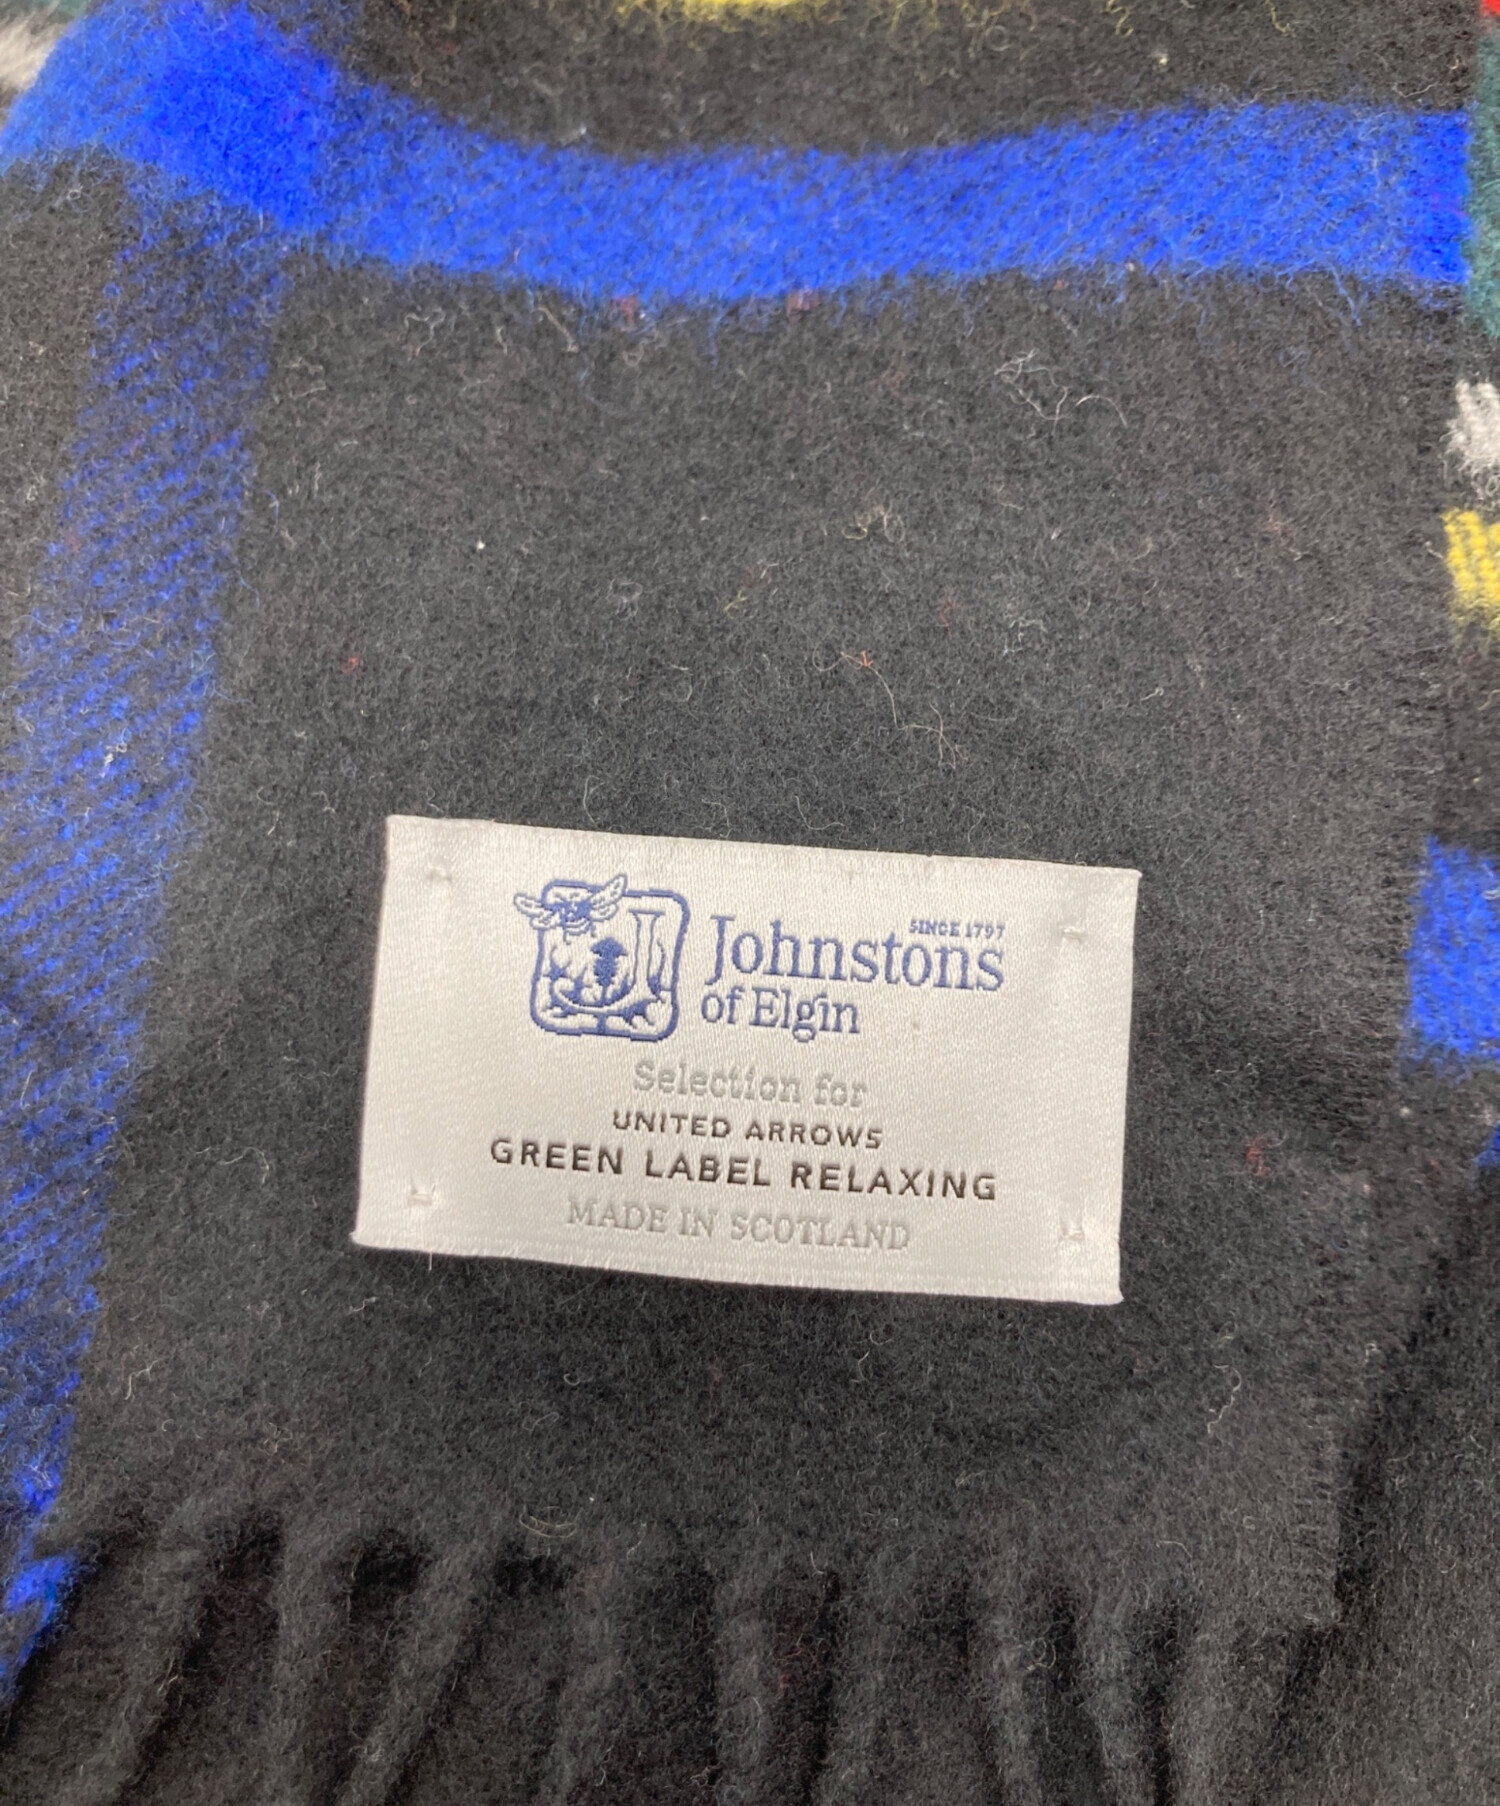 SINCE 1797
Johnstons
of Elgin
Selection for
UNITED ARROWS
GREEN LABEL RELAXING
MADE IN SCOTLAND